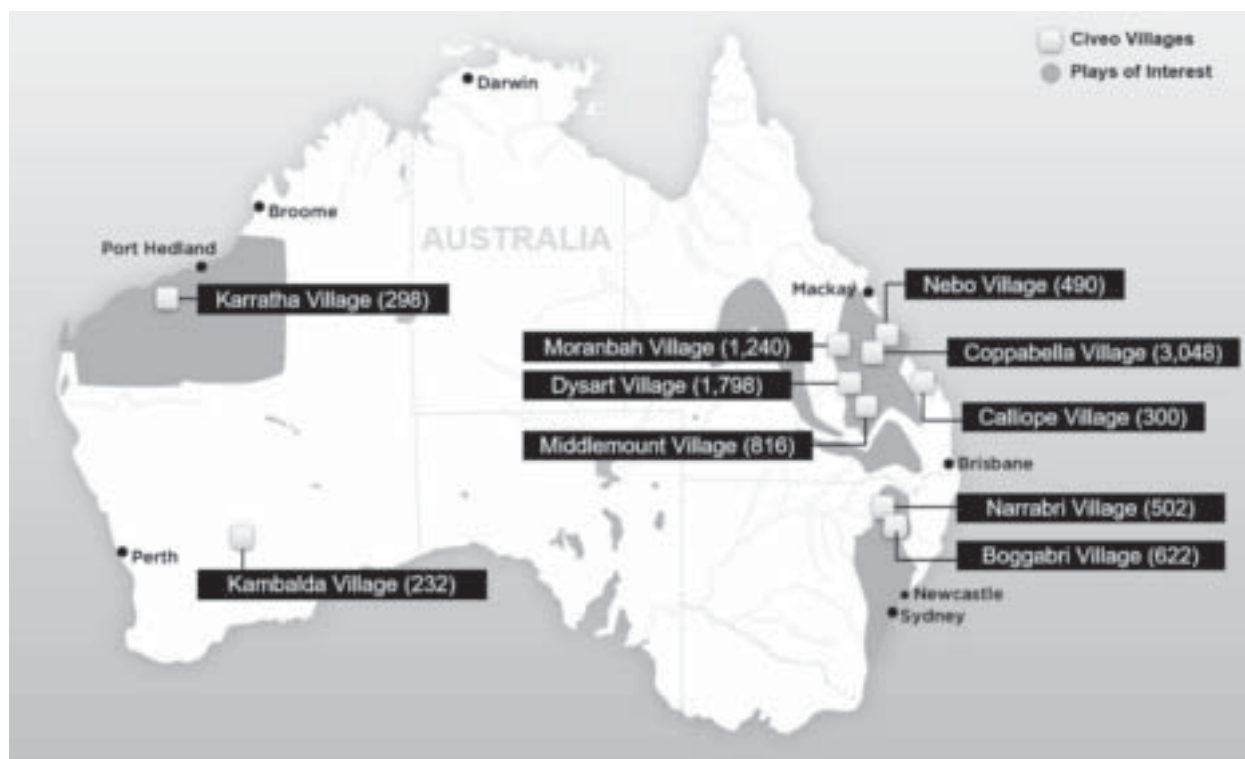 Civeo Villages
Plays of Interest
Darwin
Broome
AUSTRALIA
Port Hedland
Karratha Village (298)
Mackay
Nebo Village (490)
Moranbah Village (1,240)
Coppabella Village (3,048)
Dysart Village (1,798)
Calliope Village (300)
Middlemount Village (816)
Brisbane
Narrabri Village (502)
Perth
Boggabri Village (622)
Kambalda Village (232)
Newcastle
Sydney